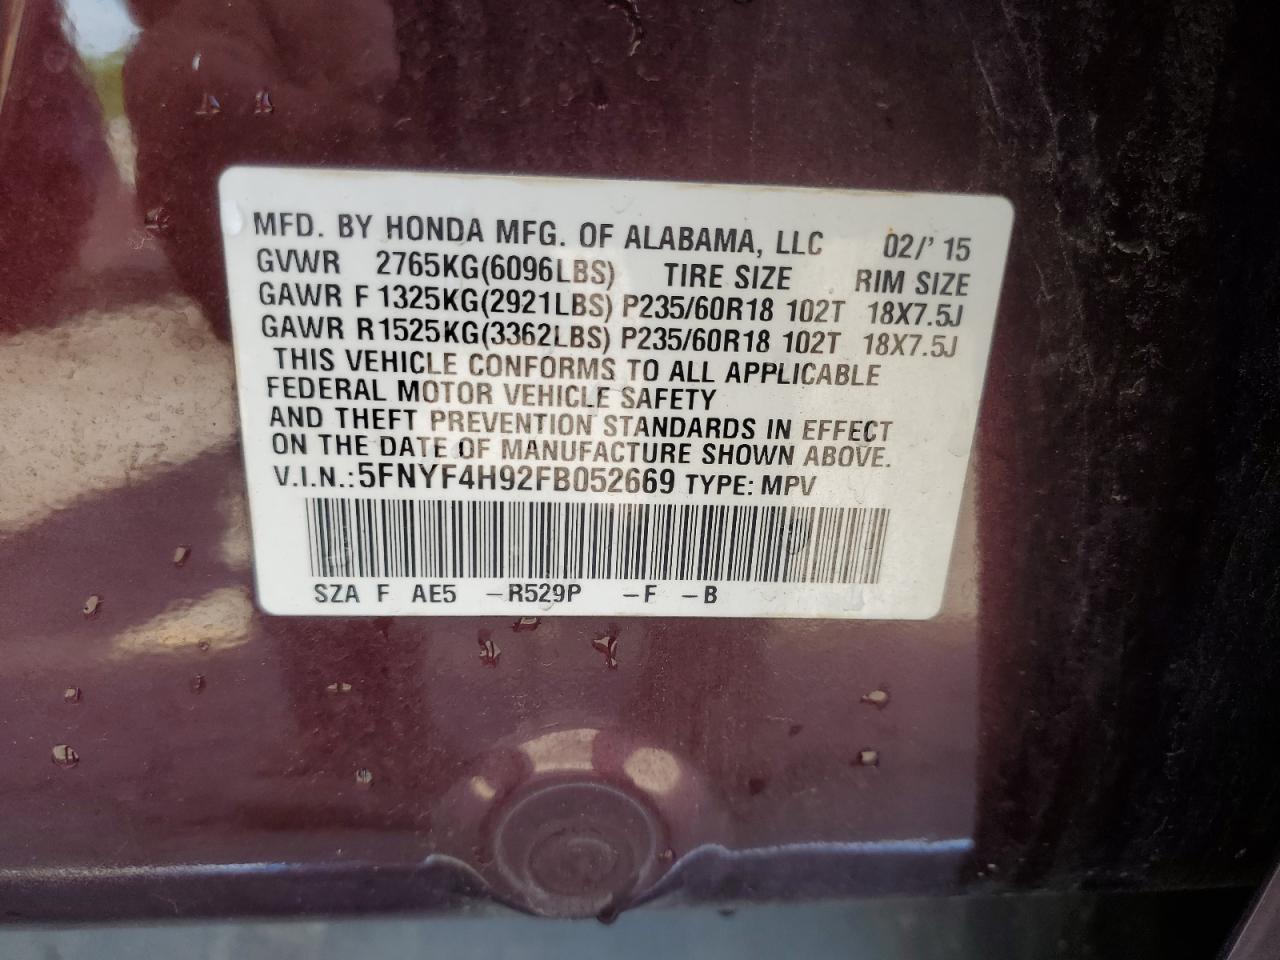 MFD. BY HONDA MFG. OF ALABAMA, LLC 02/' 15
GVWR 2765KG(6096LBS) TIRE SIZE RIM SIZE
GAWR F 1325KG(2921LBS) P235/60R18 102T 18X7.5J
GAWR R1525KG(3362LBS) P235/60R18 102T 18X7.5J
THIS VEHICLE CONFORMS TO ALL APPLICABLE
FEDERAL MOTOR VEHICLE SAFETY
AND THEFT PREVENTION STANDARDS IN EFFECT
ON THE DATE OF MANUFACTURE SHOWN ABOVE.
V.I.N.:5FNYF4H92FB052669 TYPE: MPV
SZA F AE5 -R529P -F -B